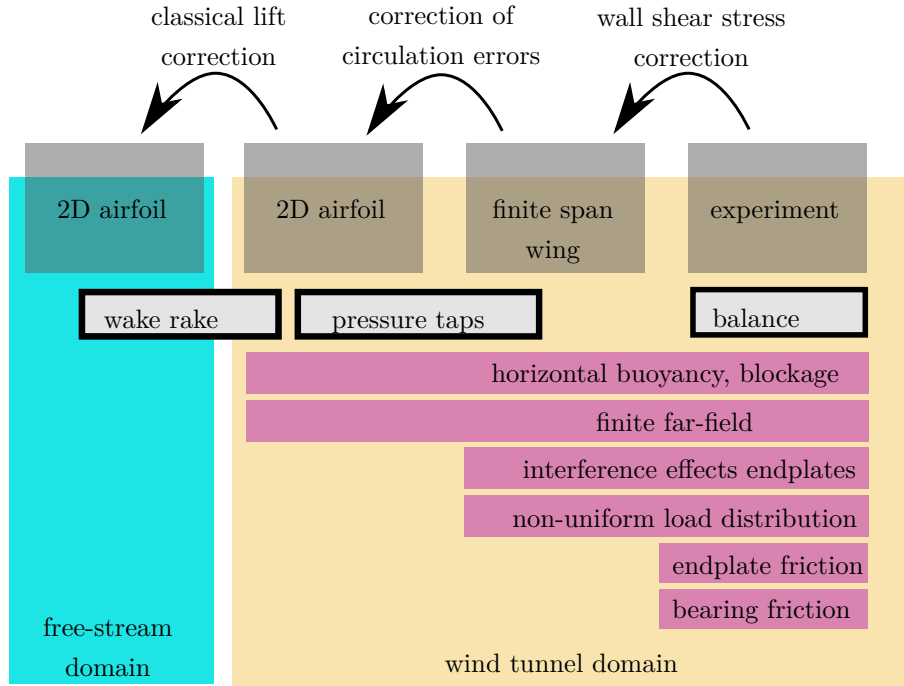 classical lift
correction
correction of
circulation errors
wall shear stress
correction
2D airfoil
2D airfoil
finite span
wing
experiment
wake rake
pressure taps
balance
horizontal buoyancy, blockage
finite far-field
interference effects endplates
non-uniform load distribution
endplate friction
bearing friction
free-stream
domain
wind tunnel domain